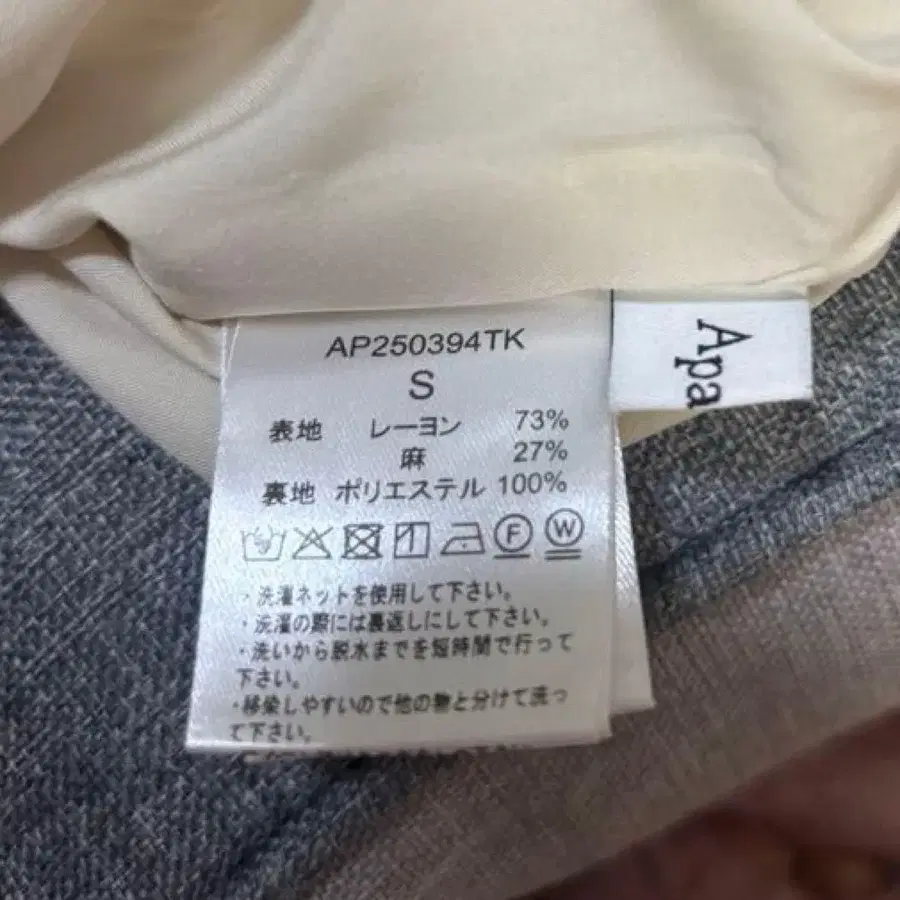 AP250394TK
S
表地 レーヨン 73%
麻 27%
裏地 ポリエステル 100%
F W
・洗濯ネットを使用して下さい。
・洗濯の際には裏返しにして下さい。
・洗いから脱水までを短時間で行って
下さい。
・移染しやすいので他の物と分けて洗っ
て下さい。
Apa